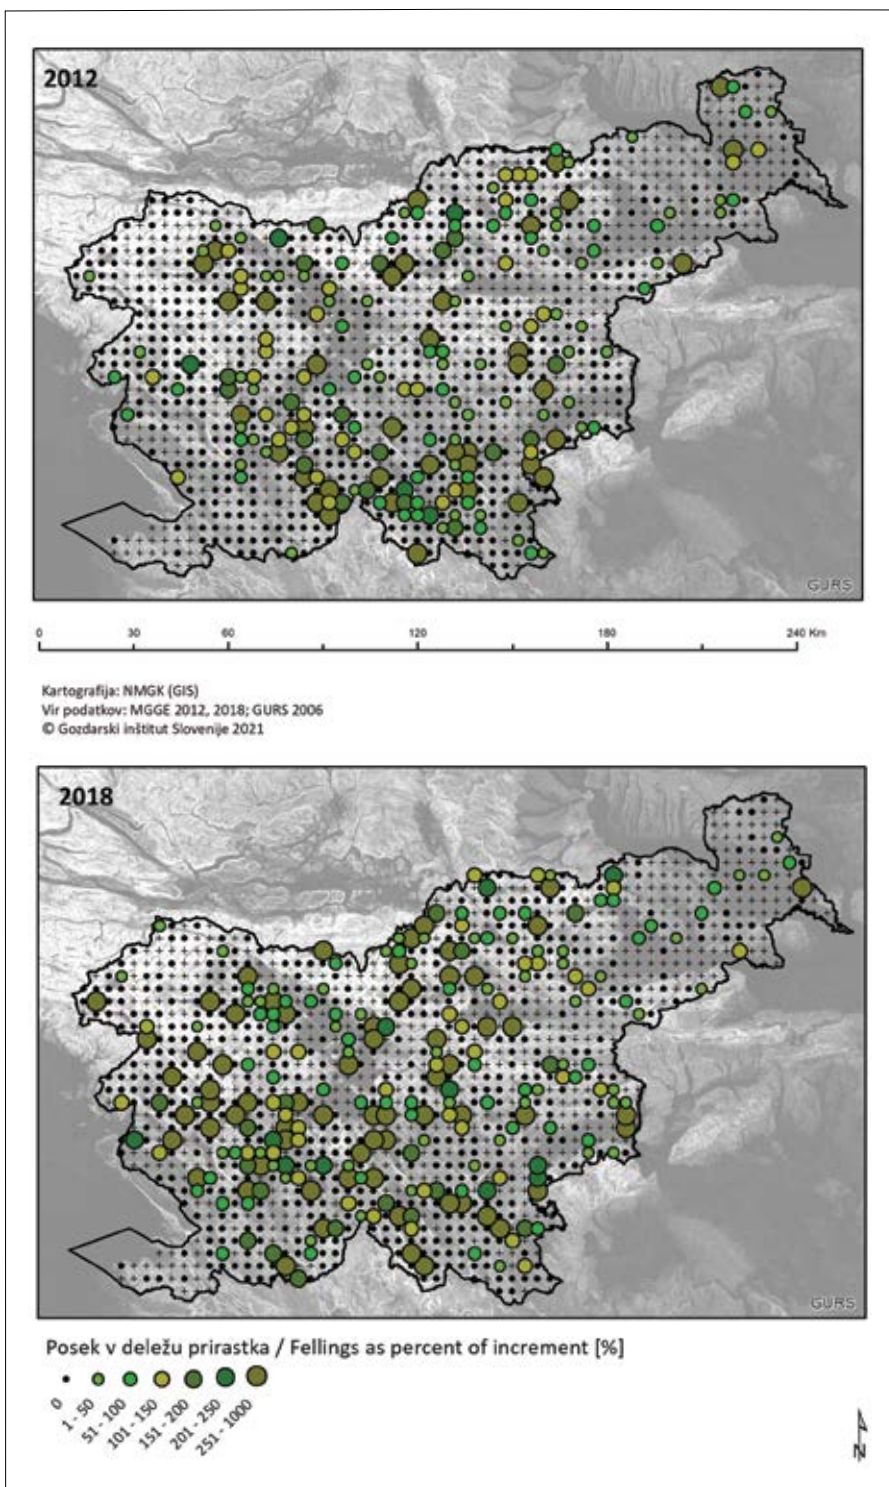 2012
GURS
0 30 60 120 180 240 Km
Kartografija: NMGK (GIS)
Vir podatkov: MGGE 2012, 2018; GURS 2006
© Gozdarski inštitut Slovenije 2021
2018
GURS
Posek v deležu prirastka / Fellings as percent of increment [%]
0
1 - 50
51 - 100
101 - 150
151 - 200
201 - 250
251 - 1000
N